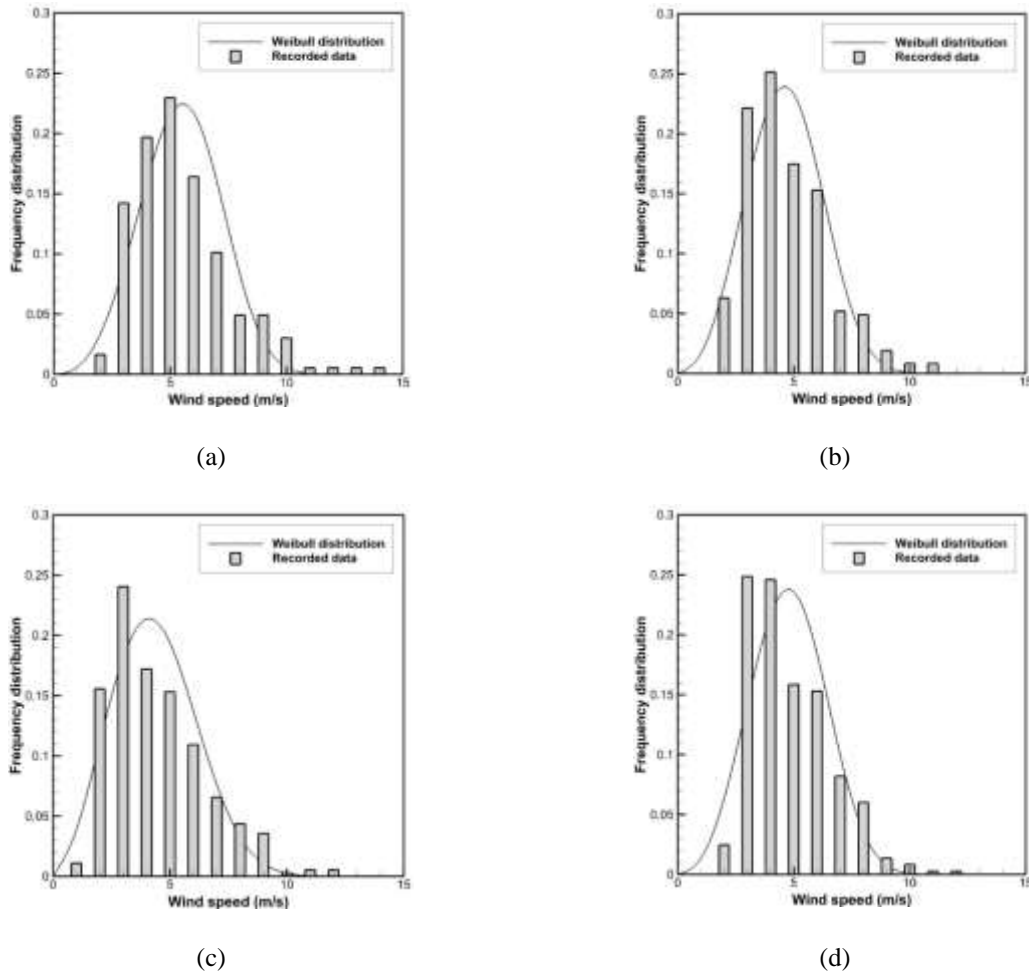 0.3
Weibull distribution
Recorded data
0.25
0.2
0.15
0.1
0.05
0
Frequency distribution
0 5 10 15
Wind speed (m/s)
(a)
0.3
Weibull distribution
Recorded data
0.25
0.2
0.15
0.1
0.05
0
Frequency distribution
0 5 10 15
Wind speed (m/s)
(b)
0.3
Weibull distribution
Recorded data
0.25
0.2
0.15
0.1
0.05
0
Frequency distribution
0 5 10 15
Wind speed (m/s)
(c)
0.3
Weibull distribution
Recorded data
0.25
0.2
0.15
0.1
0.05
0
Frequency distribution
0 5 10 15
Wind speed (m/s)
(d)